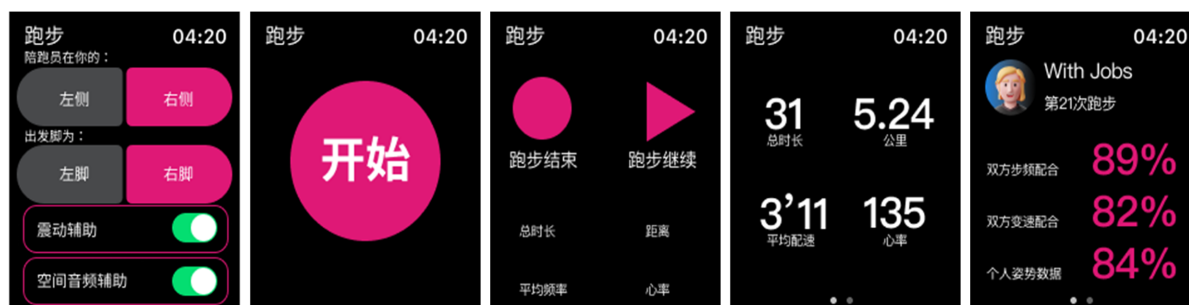 跑步 04:20
陪跑员在你的：
左侧 右侧
出发脚为：
左脚 右脚
震动辅助
空间音频辅助
跑步 04:20
开始
跑步 04:20
跑步结束 跑步继续
总时长 距离
平均频率 心率
跑步 04:20
31 5.24
总时长 公里
3’11 135
平均配速 心率
跑步 04:20
With Jobs
第21次跑步
双方步频配合 89%
双方变速配合 82%
个人姿势数据 84%